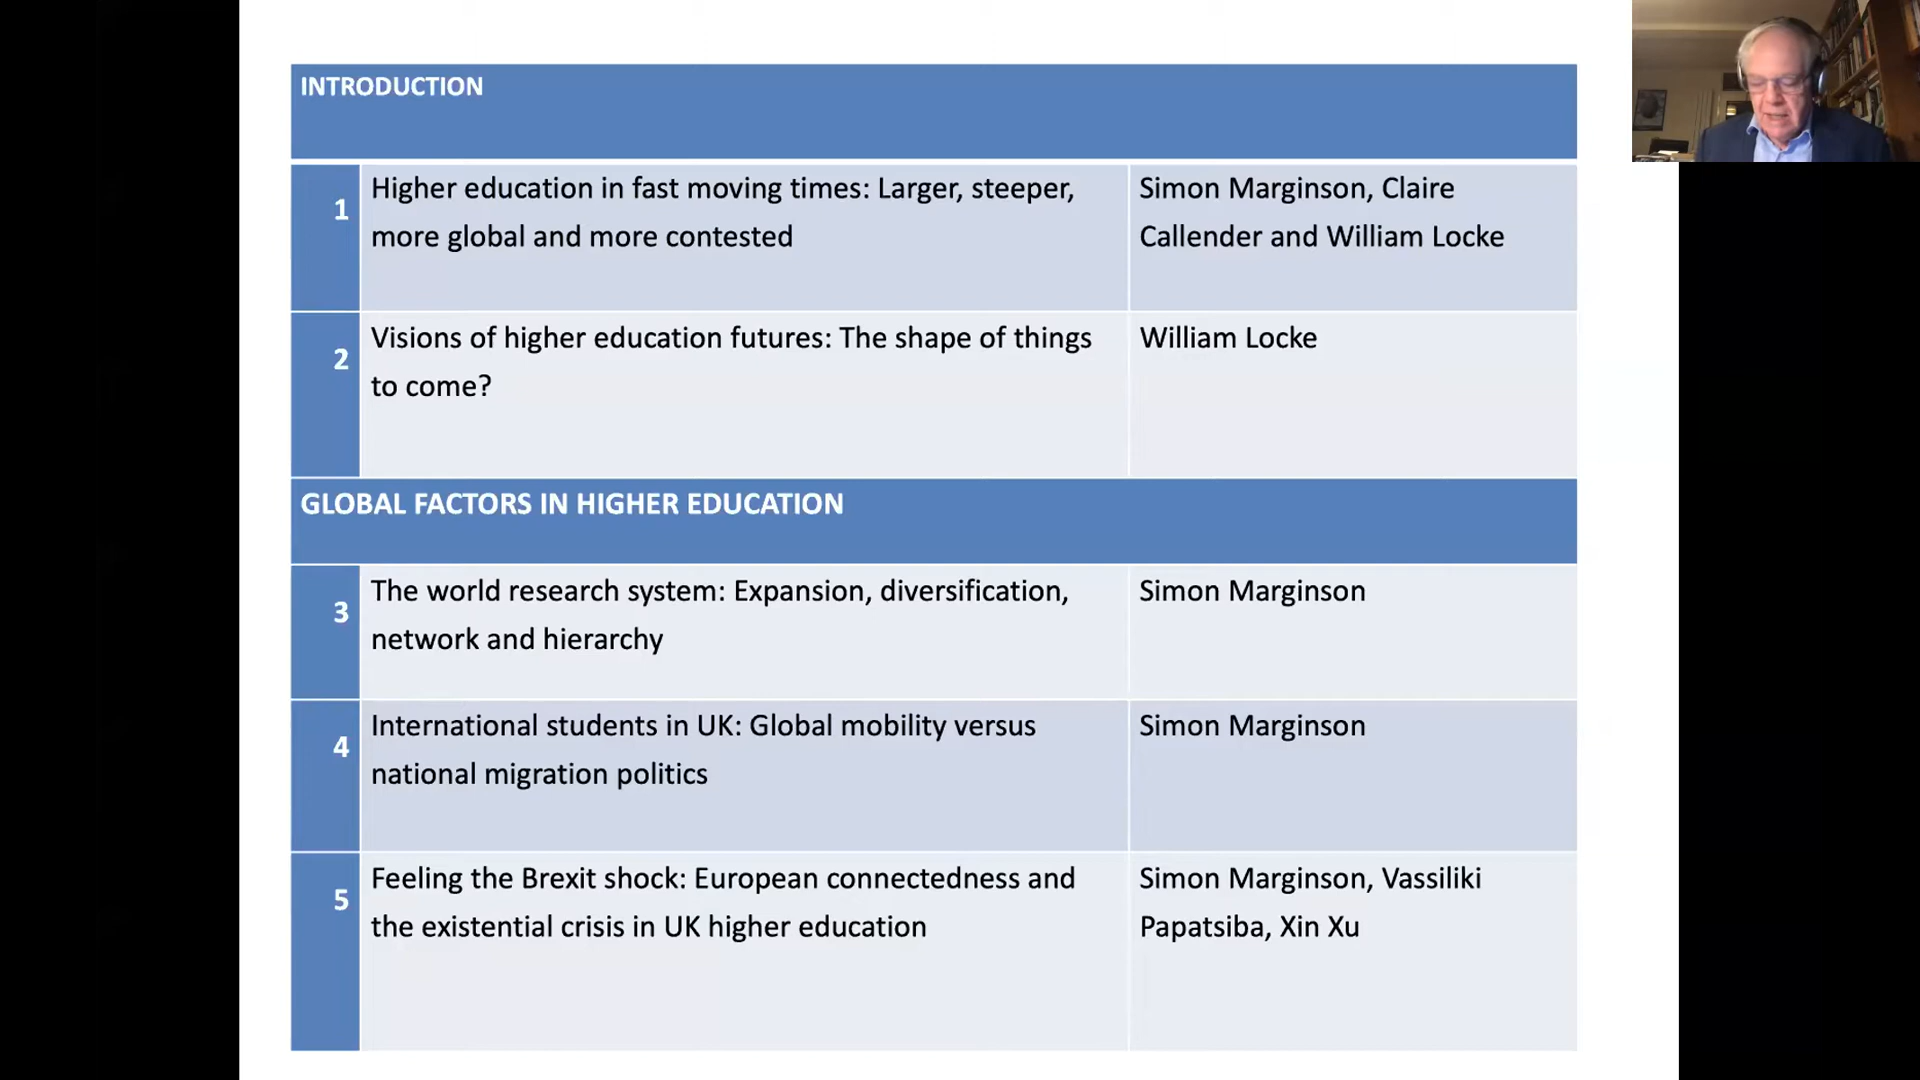 INTRODUCTION
1
Higher education in fast moving times: Larger, steeper,
more global and more contested
Simon Marginson, Claire
Callender and William Locke
2
Visions of higher education futures: The shape of things
to come?
William Locke
GLOBAL FACTORS IN HIGHER EDUCATION
3
The world research system: Expansion, diversification,
network and hierarchy
Simon Marginson
4
International students in UK: Global mobility versus
national migration politics
Simon Marginson
5
Feeling the Brexit shock: European connectedness and
the existential crisis in UK higher education
Simon Marginson, Vassiliki
Papatsiba, Xin Xu